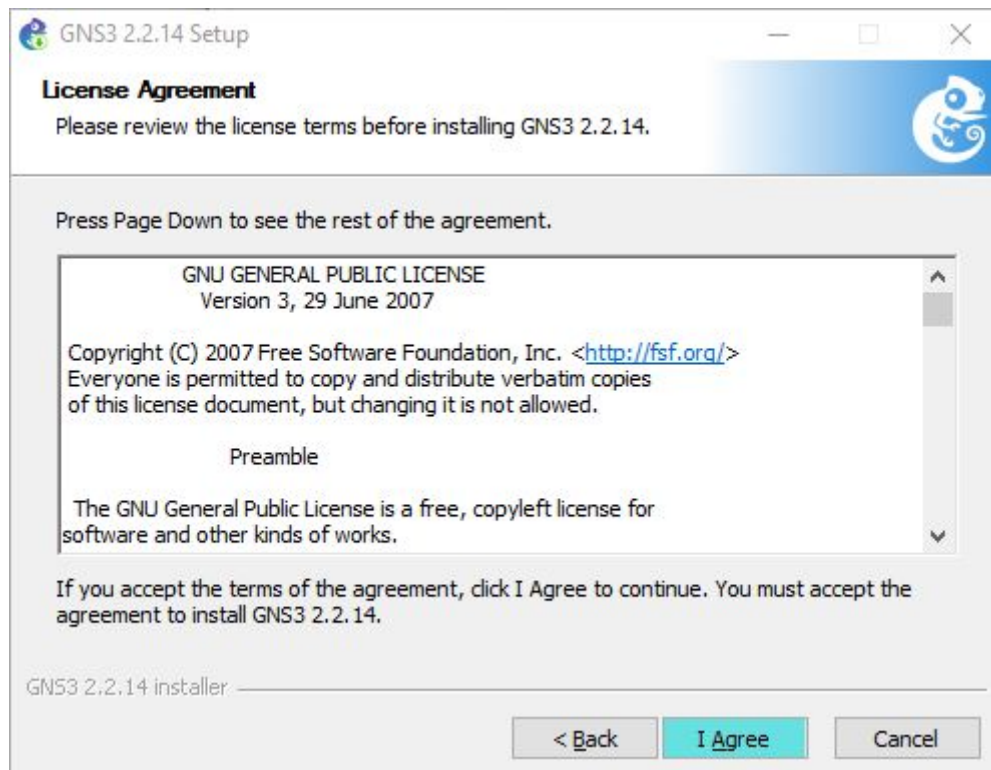 GNS3 2.2.14 Setup
License Agreement
Please review the license terms before installing GNS3 2.2.14.
Press Page Down to see the rest of the agreement.
GNU GENERAL PUBLIC LICENSE
Version 3, 29 June 2007
Copyright (C) 2007 Free Software Foundation, Inc. <http://fsf.org/>
Everyone is permitted to copy and distribute verbatim copies
of this license document, but changing it is not allowed.
Preamble
The GNU General Public License is a free, copyleft license for
software and other kinds of works.
If you accept the terms of the agreement, click I Agree to continue. You must accept the
agreement to install GNS3 2.2.14.
GNS3 2.2.14 installer
< Back I Agree Cancel